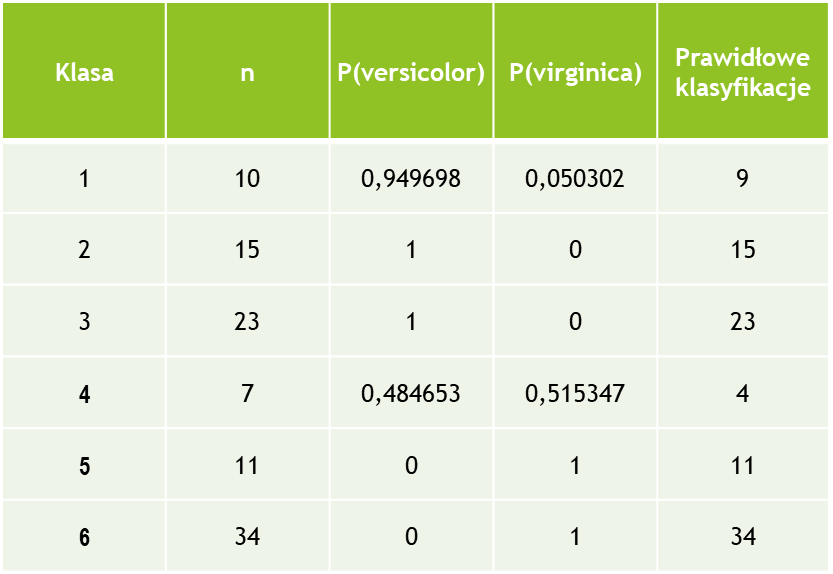 Klasa n P(versicolor) P(virginica) Prawidłowe klasyfikacje
1 10 0,949698 0,050302 9
2 15 1 0 15
3 23 1 0 23
4 7 0,484653 0,515347 4
5 11 0 1 11
6 34 0 1 34